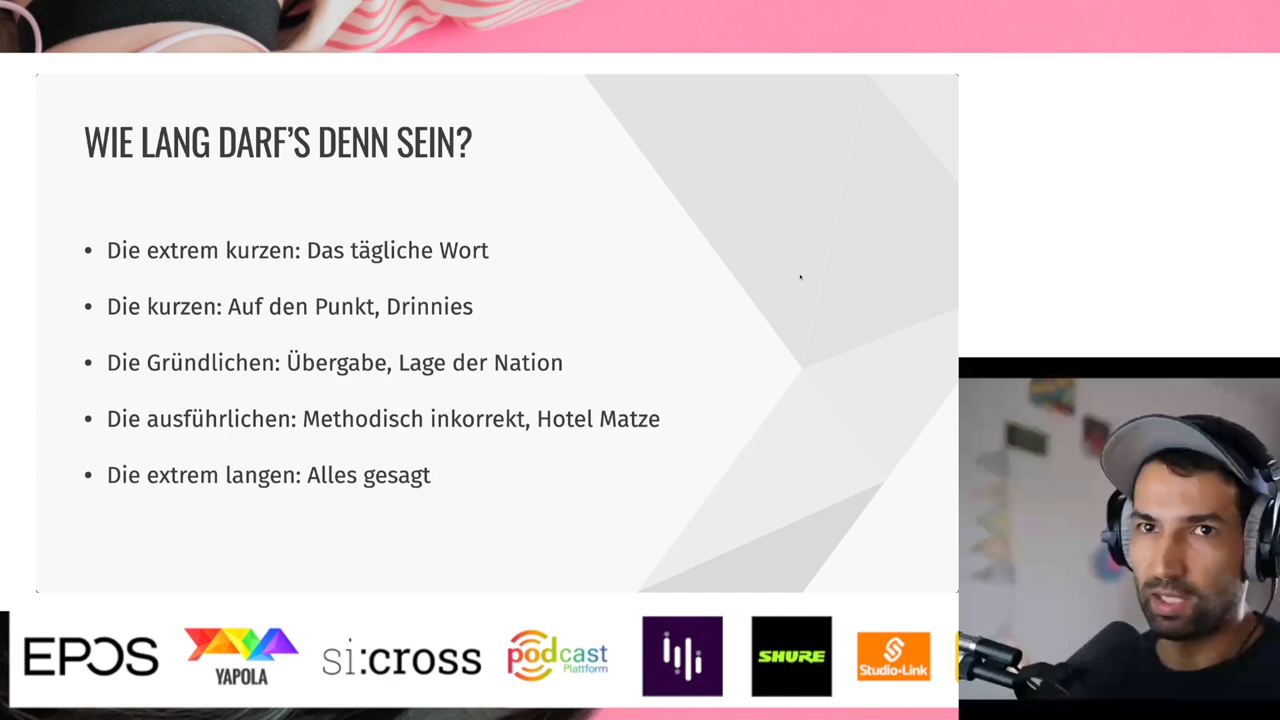 WIE LANG DARF’S DENN SEIN?
• Die extrem kurzen: Das tägliche Wort
• Die kurzen: Auf den Punkt, Drinnies
• Die Gründlichen: Übergabe, Lage der Nation
• Die ausführlichen: Methodisch inkorrekt, Hotel Matze
• Die extrem langen: Alles gesagt
EPOS
YAPOLA
si:cross
podcast
Plattform
SHURE
Studio-Link